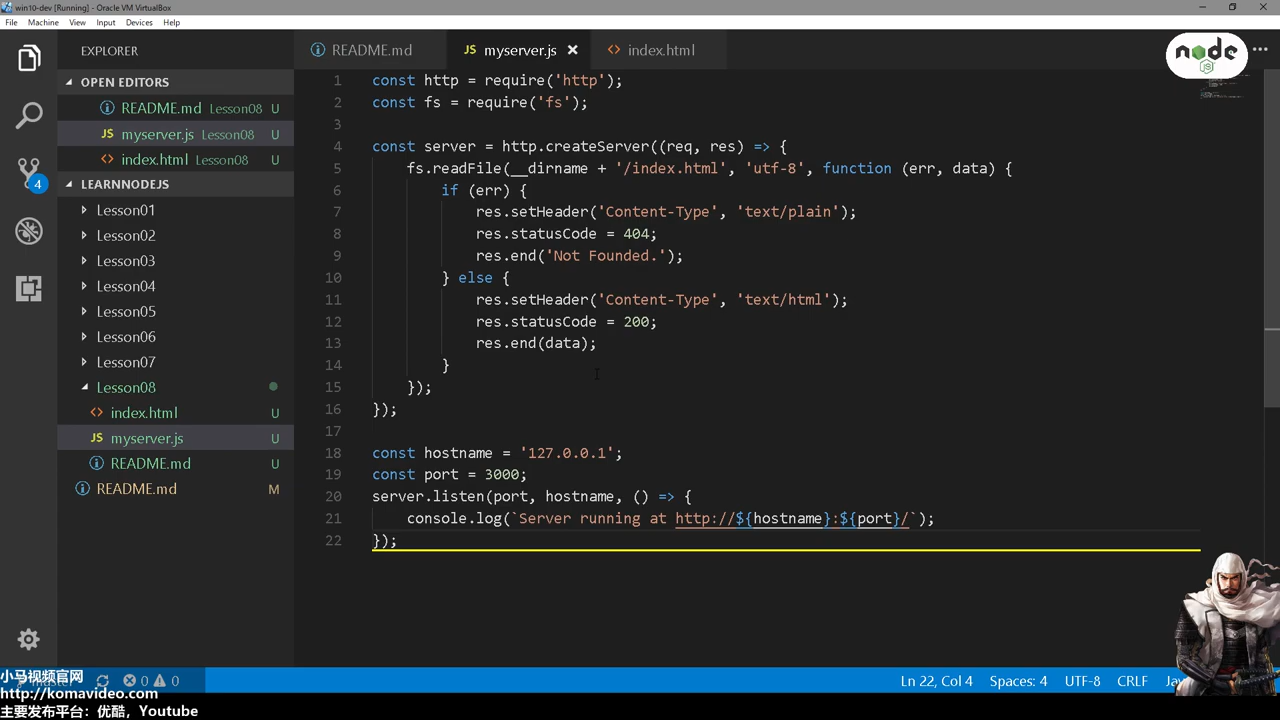 win10-dev [Running] - Oracle VM VirtualBox
File Machine View Input Devices Help
EXPLORER
OPEN EDITORS
README.md Lesson08 U
myserver.js Lesson08 U
index.html Lesson08 U
LEARNNODEJS
Lesson01
Lesson02
Lesson03
Lesson04
Lesson05
Lesson06
Lesson07
Lesson08
index.html U
myserver.js U
README.md U
README.md M
4
README.md myserver.js index.html
node
JS
1 const http = require('http');
2 const fs = require('fs');
3
4 const server = http.createServer((req, res) => {
5 fs.readFile(__dirname + '/index.html', 'utf-8', function (err, data) {
6 if (err) {
7 res.setHeader('Content-Type', 'text/plain');
8 res.statusCode = 404;
9 res.end('Not Founded.');
10 } else {
11 res.setHeader('Content-Type', 'text/html');
12 res.statusCode = 200;
13 res.end(data);
14 }
15 });
16 });
17
18 const hostname = '127.0.0.1';
19 const port = 3000;
20 server.listen(port, hostname, () => {
21 console.log(`Server running at http://${hostname}:${port}/`);
22 });
小马视频官网
http://komavideo.com
主要发布平台：优酷，Youtube
0 0
Ln 22, Col 4 Spaces: 4 UTF-8 CRLF